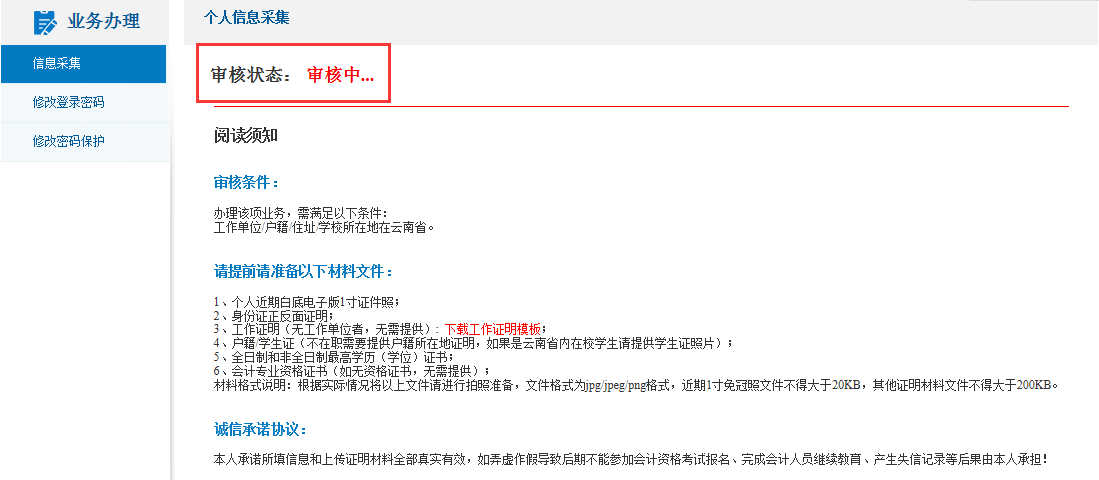 业务办理
信息采集
修改登录密码
修改密码保护
个人信息采集
审核状态： 审核中...
阅读须知
审核条件：
办理该项业务，需满足以下条件：
工作单位/户籍/住址/学校所在地在云南省。
请提前请准备以下材料文件：
1、个人近期白底电子版1寸证件照；
2、身份证正反面证明；
3、工作证明（无工作单位者，无需提供）：下载工作证明模板；
4、户籍/学生证（不在职需要提供户籍所在地证明，如果是云南省内在校学生请提供学生证照片）；
5、全日制和非全日制最高学历（学位）证书；
6、会计专业资格证书（如无资格证书，无需提供）；
材料格式说明：根据实际情况将以上文件请进行拍照准备，文件格式为jpg/jpeg/png格式，近期1寸免冠照文件不得大于20KB，其他证明材料文件不得大于200KB。
诚信承诺协议：
本人承诺所填信息和上传证明材料全部真实有效，如弄虚作假导致后期不能参加会计资格考试报名、完成会计人员继续教育、产生失信记录等后果由本人承担！